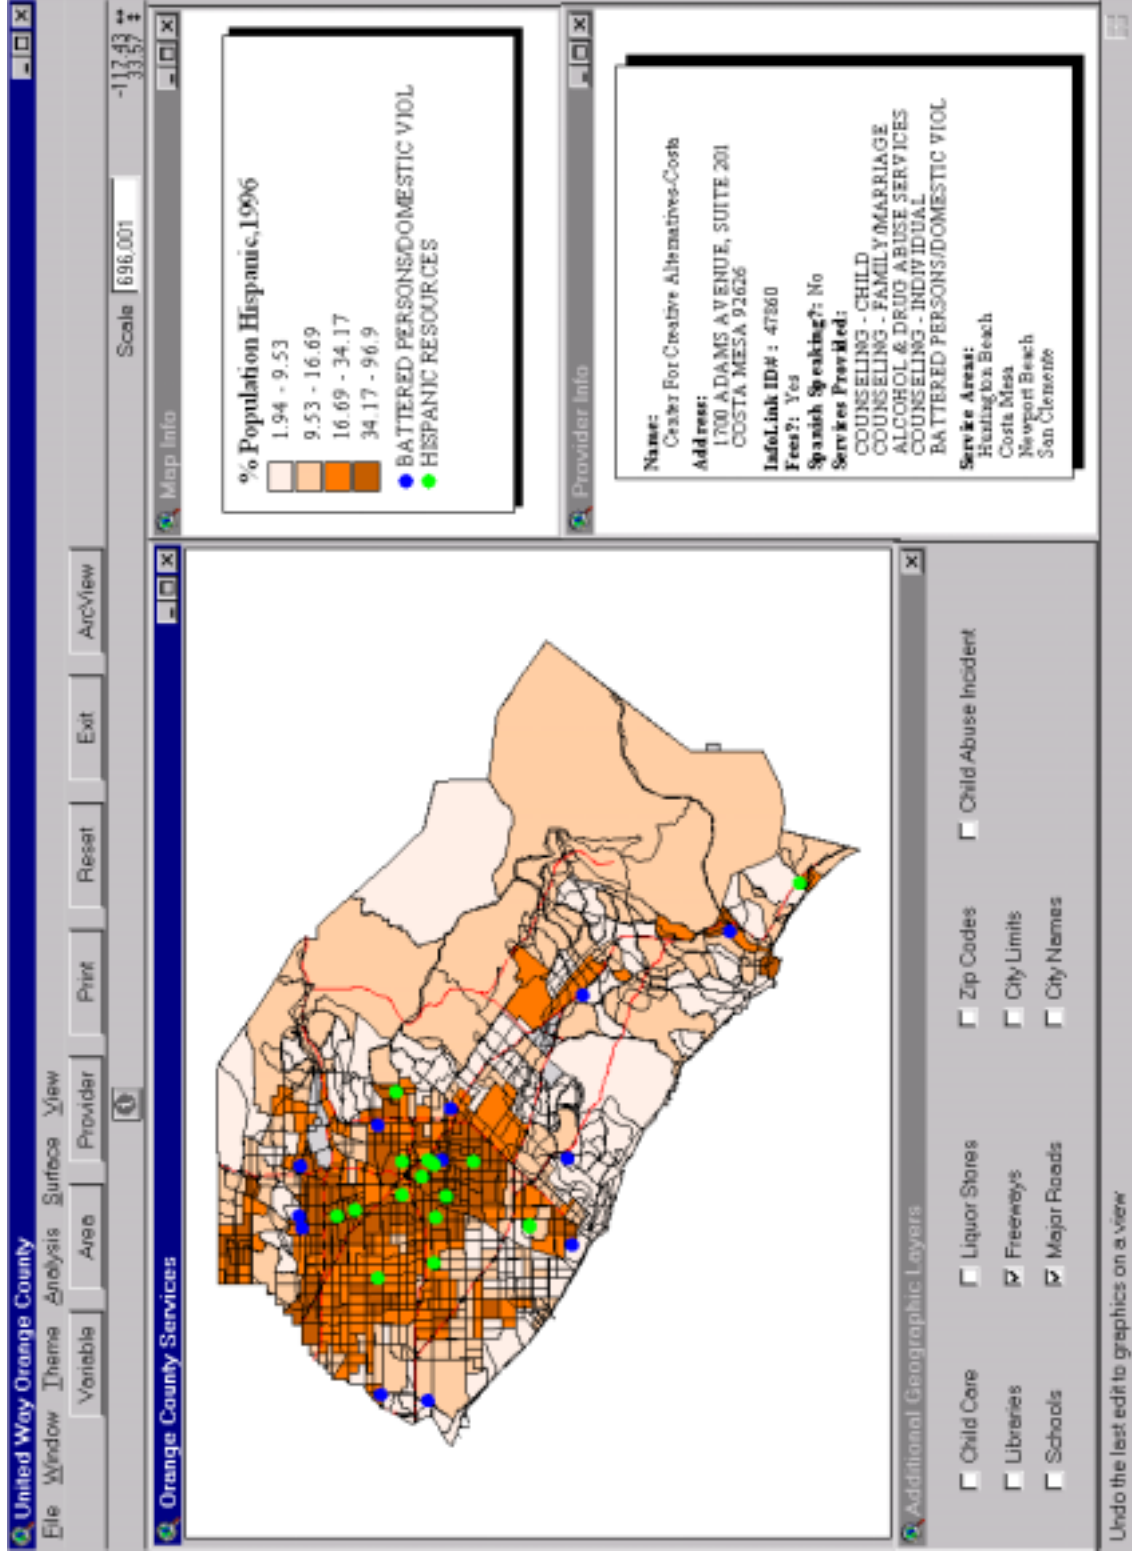 United Way Orange County
File Window Theme Analysis Surface View
Variable Area Provider Print Reset Exit ArcView
Scale 696,001
-117.43
33.57
Orange County Services
Map Info
% Population Hispanic,1996
1.94 - 9.53
9.53 - 16.69
16.69 - 34.17
34.17 - 96.9
BATTERED PERSONS/DOMESTIC VIOL
HISPANIC RESOURCES
Provider Info
Name:
Center For Creative Alternatives-Costa
Address:
1700 ADAMS AVENUE, SUITE 201
COSTA MESA 92626
InfoLink ID# : 47860
Fees?: Yes
Spanish Speaking?: No
Services Provided:
COUNSELING - CHILD
COUNSELING - FAMILY/MARRIAGE
ALCOHOL & DRUG ABUSE SERVICES
COUNSELING - INDIVIDUAL
BATTERED PERSONS/DOMESTIC VIOL
Service Areas:
Huntington Beach
Costa Mesa
Newport Beach
San Clemente
Additional Geographic Layers
Child Care Liquor Stores Zip Codes Child Abuse Incident
Libraries Freeways City Limits
Schools Major Roads City Names
Undo the last edit to graphics on a view